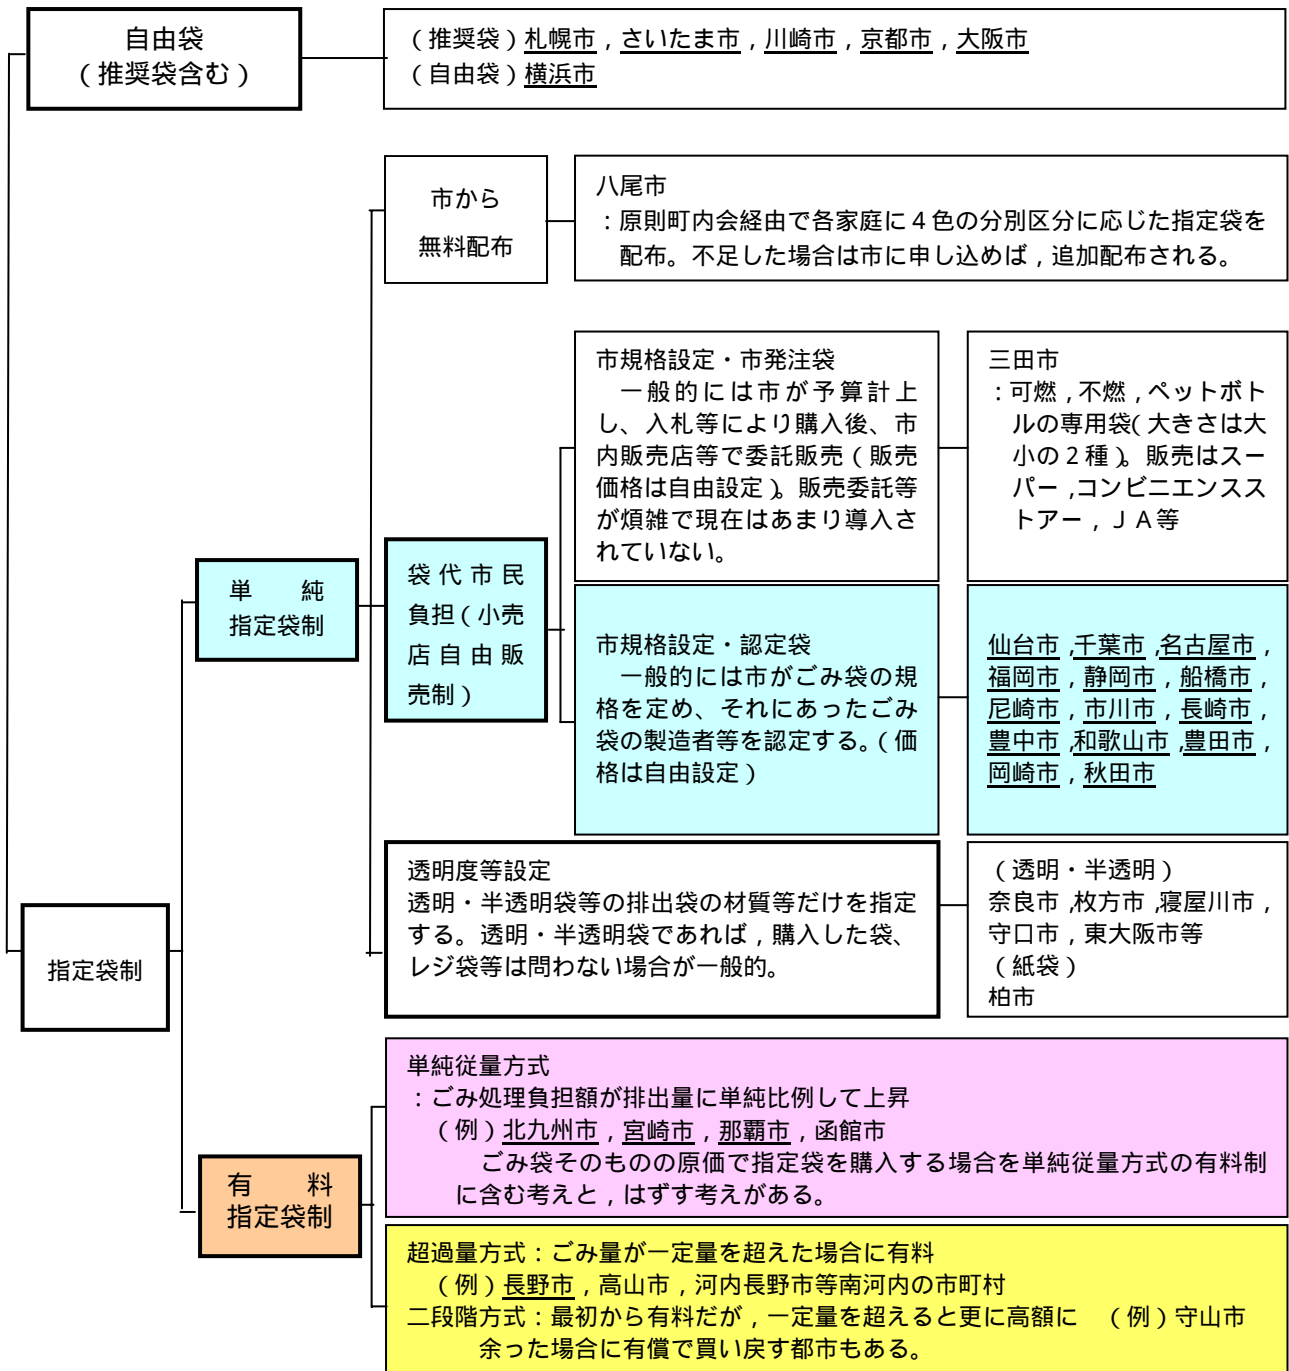 自由袋
（推奨袋含む）
（推奨袋）札幌市，さいたま市，川崎市，京都市，大阪市
（自由袋）横浜市
市から
無料配布
八尾市
：原則町内会経由で各家庭に４色の分別区分に応じた指定袋を
配布。不足した場合は市に申し込めば，追加配布される。
市規格設定・市発注袋
一般的には市が予算計上
し、入札等により購入後、市
内販売店等で委託販売（販売
価格は自由設定）。販売委託等
が煩雑で現在はあまり導入さ
れていない。
三田市
：可燃，不燃，ペットボト
ルの専用袋（大きさは大
小の２種）。販売はスー
パー，コンビニエンスス
トアー，ＪＡ等
単　純
指定袋制
袋代市民
負担（小売
店自由販
売制）
市規格設定・認定袋
一般的には市がごみ袋の規
格を定め、それにあったごみ
袋の製造者等を認定する。（価
格は自由設定）
仙台市，千葉市，名古屋市，
福岡市，静岡市，船橋市，
尼崎市，市川市，長崎市，
豊中市，和歌山市，豊田市，
岡崎市，秋田市
透明度等設定
透明・半透明袋等の排出袋の材質等だけを指定
する。透明・半透明袋であれば，購入した袋、
レジ袋等は問わない場合が一般的。
（透明・半透明）
奈良市，枚方市，寝屋川市，
守口市，東大阪市等
（紙袋）
柏市
指定袋制
単純従量方式
：ごみ処理負担額が排出量に単純比例して上昇
（例）北九州市，宮崎市，那覇市，函館市
ごみ袋そのものの原価で指定袋を購入する場合を単純従量方式の有料制
に含む考えと，はずす考えがある。
有　料
指定袋制
超過量方式：ごみ量が一定量を超えた場合に有料
（例）長野市，高山市，河内長野市等南河内の市町村
二段階方式：最初から有料だが，一定量を超えると更に高額に　（例）守山市
余った場合に有償で買い戻す都市もある。